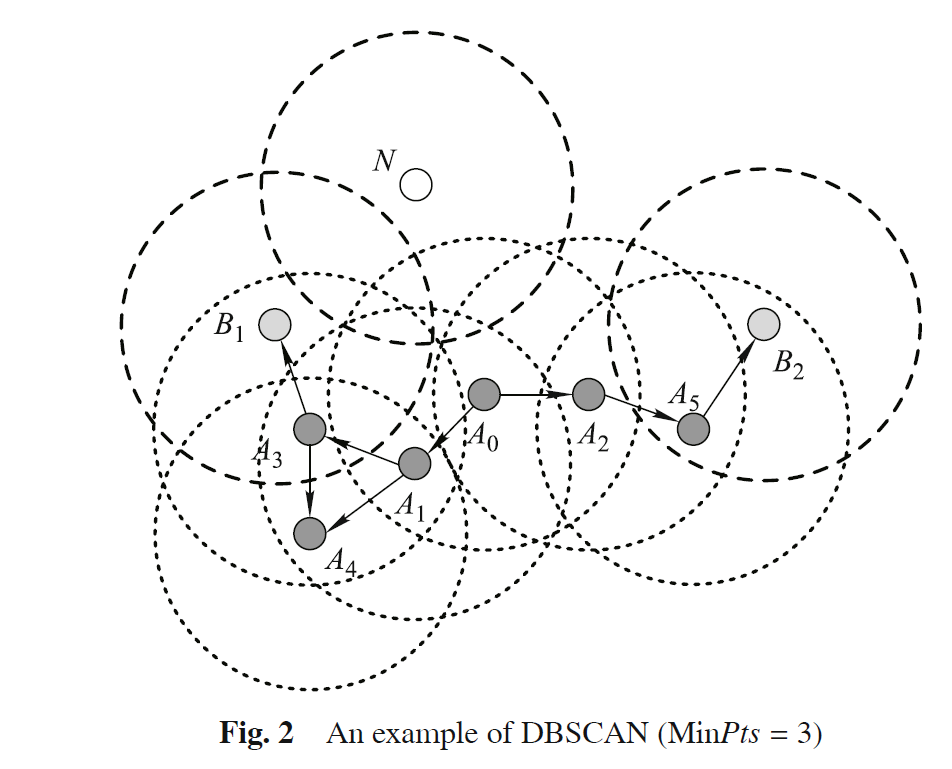 N
B₁
B₂
A₅
A₀
A₂
A₃
A₁
A₄
Fig. 2 An example of DBSCAN (MinPts = 3)